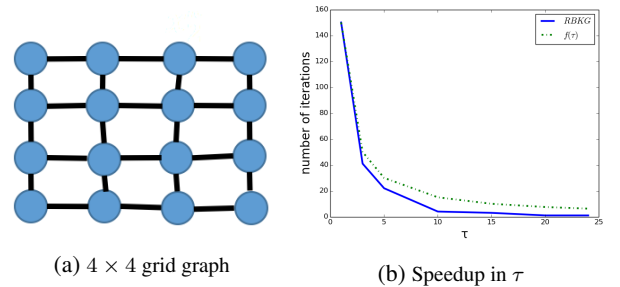 160
140
120
100
80
60
40
20
0
number of iterations
RBKG
f(τ)
0 5 10 15 20 25
τ
(a) 4 × 4 grid graph
(b) Speedup in τ